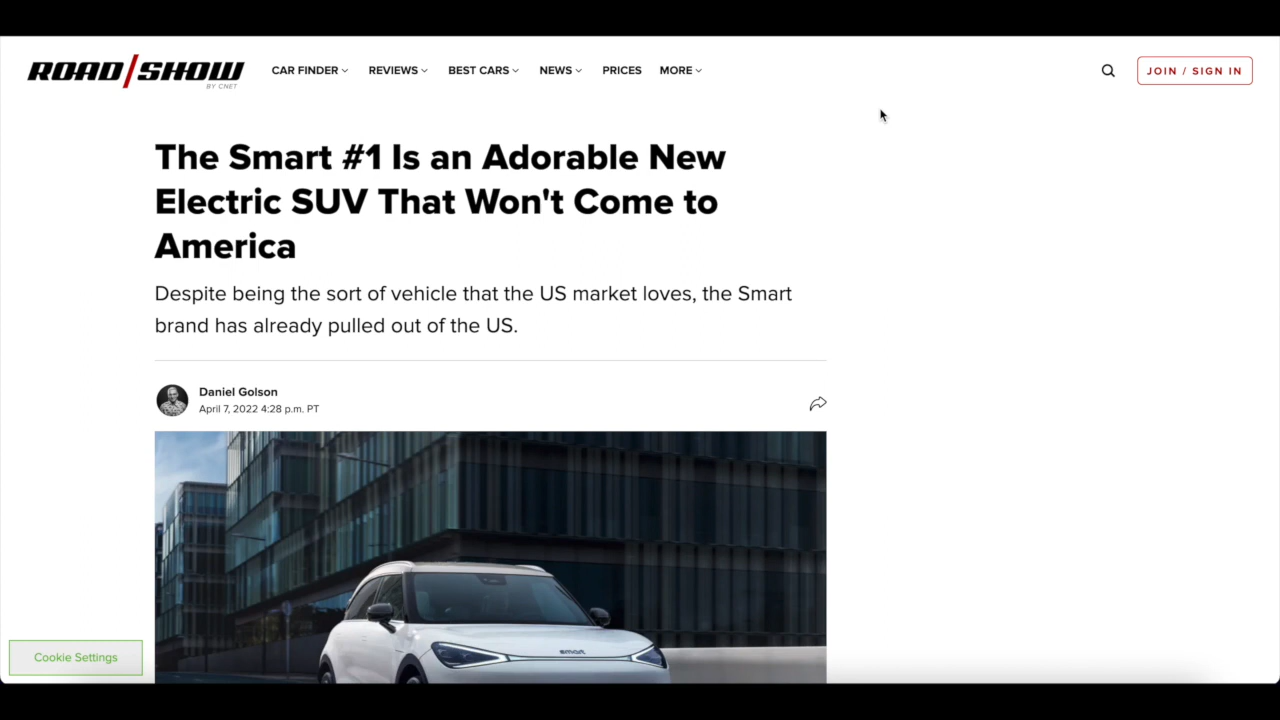 ROAD/SHOW
BY CNET
CAR FINDER
REVIEWS
BEST CARS
NEWS
PRICES
MORE
JOIN / SIGN IN
The Smart #1 Is an Adorable New
Electric SUV That Won't Come to
America
Despite being the sort of vehicle that the US market loves, the Smart
brand has already pulled out of the US.
Daniel Golson
April 7, 2022 4:28 p.m. PT
smart
Cookie Settings